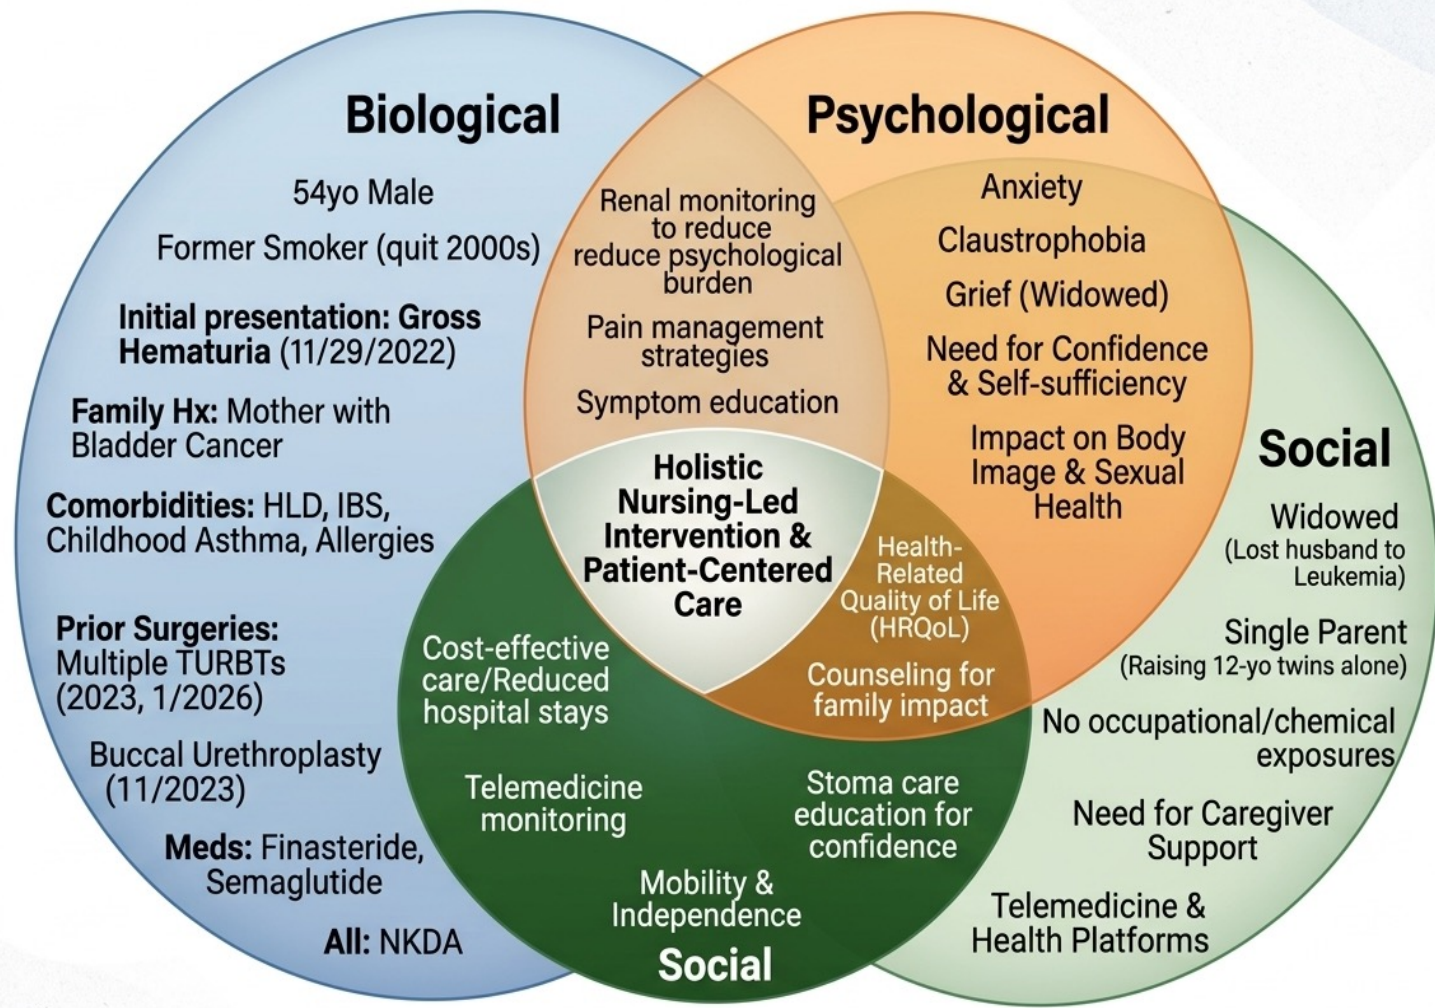 Biological
54yo Male
Former Smoker (quit 2000s)
Initial presentation: Gross
Hematuria (11/29/2022)
Family Hx: Mother with
Bladder Cancer
Comorbidities: HLD, IBS,
Childhood Asthma, Allergies
Prior Surgeries:
Multiple TURBTs
(2023, 1/2026)
Buccal Urethroplasty
(11/2023)
Meds: Finasteride,
Semaglutide
All: NKDA
Renal monitoring
to reduce
reduce psychological
burden
Pain management
strategies
Symptom education
Psychological
Anxiety
Claustrophobia
Grief (Widowed)
Need for Confidence
& Self-sufficiency
Impact on Body
Image & Sexual
Health
Holistic
Nursing-Led
Intervention &
Patient-Centered
Care
Health-
Related
Quality of Life
(HRQoL)
Counseling for
family impact
Cost-effective
care/Reduced
hospital stays
Telemedicine
monitoring
Stoma care
education for
confidence
Mobility &
Independence
Social
Social
Widowed
(Lost husband to
Leukemia)
Single Parent
(Raising 12-yo twins alone)
No occupational/chemical
exposures
Need for Caregiver
Support
Telemedicine &
Health Platforms